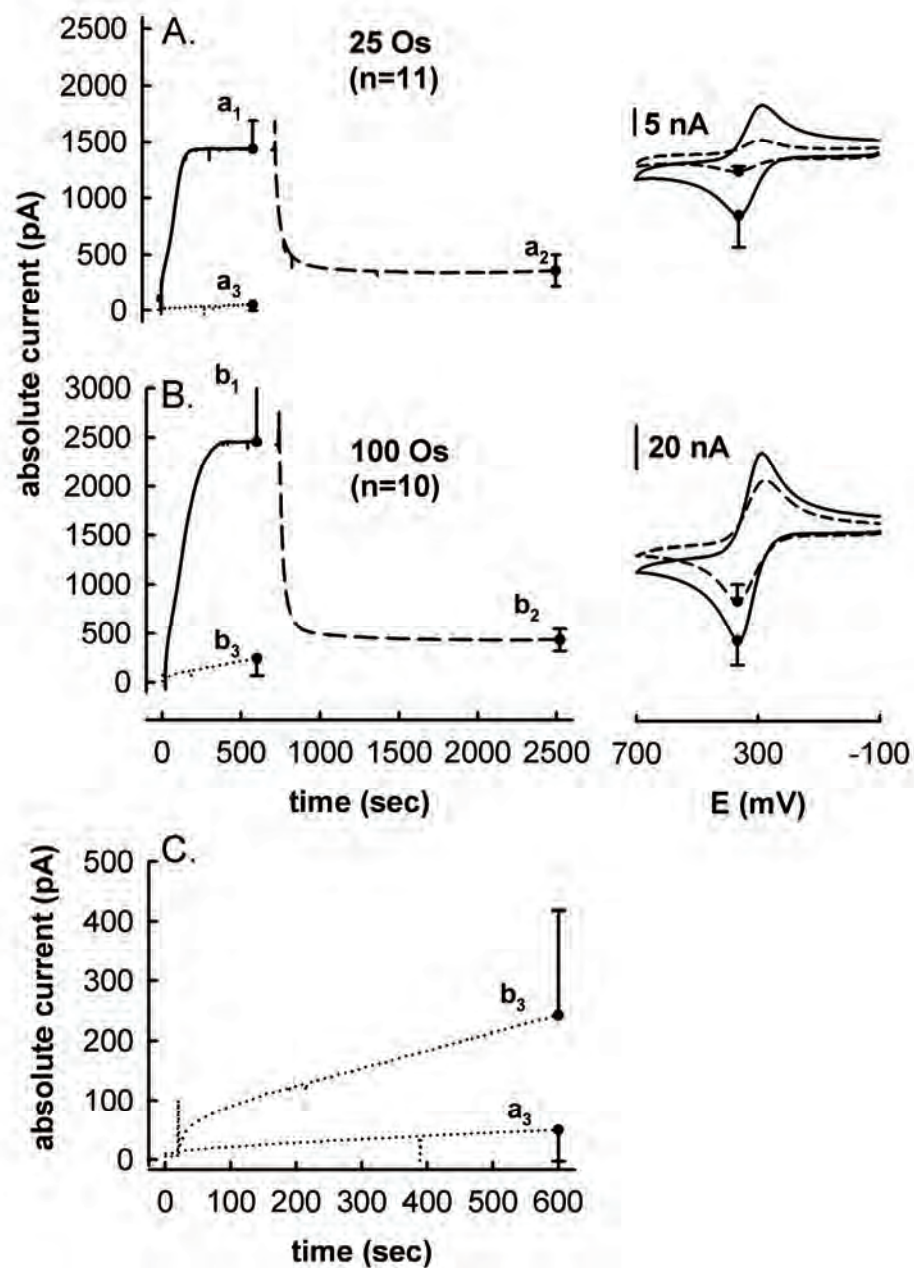 A.
25 Os
(n=11)
absolute current (pA)
2500
2000
1500
1000
500
0
a1
a2
a3
5 nA
B.
100 Os
(n=10)
absolute current (pA)
3000
2500
2000
1500
1000
500
0
b1
b2
b3
20 nA
0 500 1000 1500 2000 2500
time (sec)
700 300 -100
E (mV)
C.
absolute current (pA)
500
400
300
200
100
0
b3
a3
0 100 200 300 400 500 600
time (sec)